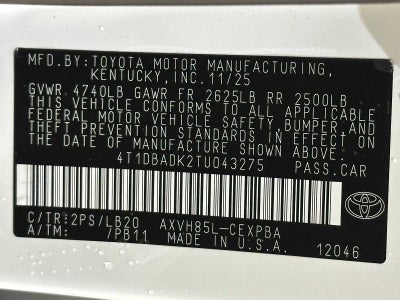 MFD.BY:TOYOTA MOTOR MANUFACTURING,
KENTUCKY,INC.11/25
GVWR 4740LB GAWR FR 2625LB RR 2500LB
THIS VEHICLE CONFORMS TO ALL APPLICABLE
FEDERAL MOTOR VEHICLE SAFETY,BUMPER,AND
THEFT PREVENTION STANDARDS IN EFFECT ON
THE DATE OF MANUFACTURE SHOWN ABOVE.
4T1DBADK2TU043275 PASS.CAR
C/TR:2PS/LB20 AXVH85L-CEXPBA
A/TM: /PB11 MADE IN U.S.A. 12046
TOYOTA